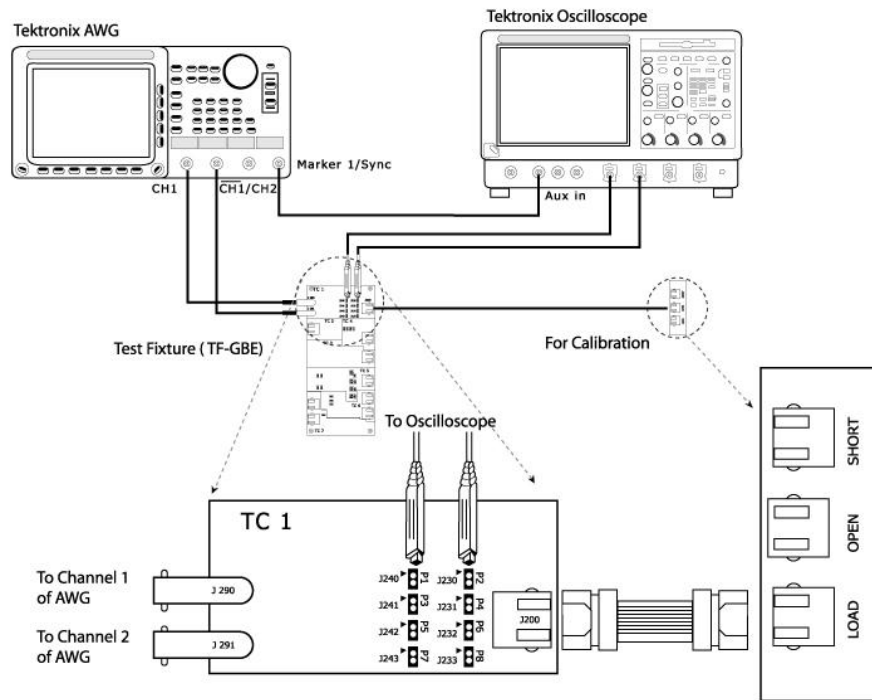 Tektronix AWG
Tektronix Oscilloscope
CH1
CH1/CH2
Marker 1/Sync
Aux in
TC 1
Test Fixture ( TF-GBE)
For Calibration
To Oscilloscope
TC 1
To Channel 1
of AWG
J 290
To Channel 2
of AWG
J 291
J240 P1 J230 P2
J241 P3 J231 P4
J242 P5 J232 P6
J243 P7 J233 P8
J200
SHORT
OPEN
LOAD